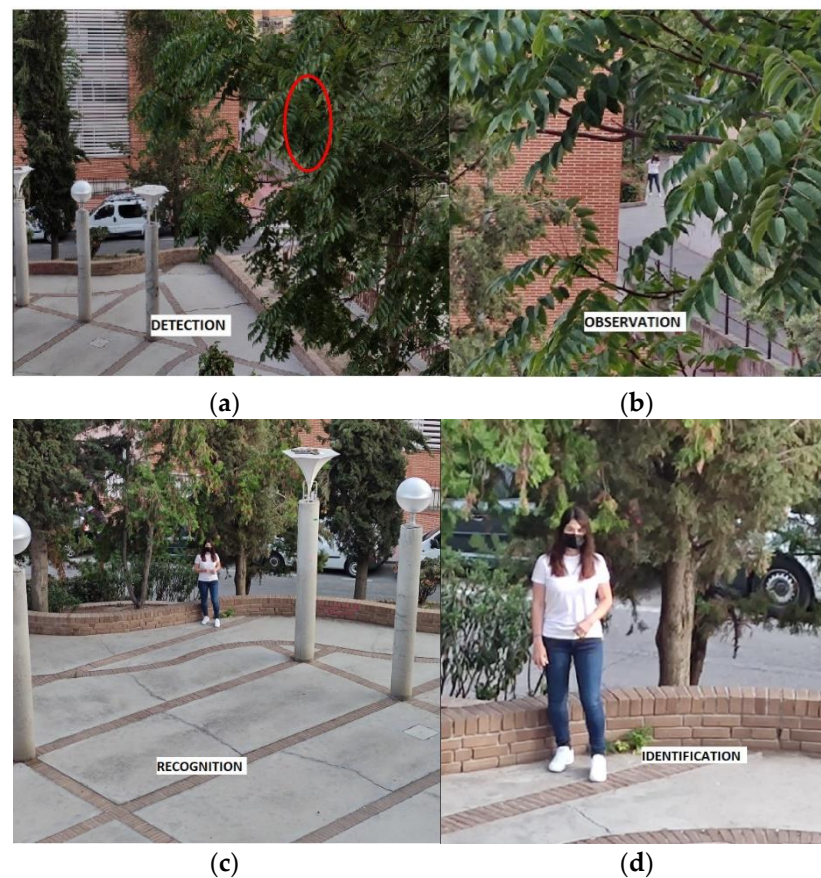 DETECTION
OBSERVATION
(a)
(b)
RECOGNITION
IDENTIFICATION
(c)
(d)